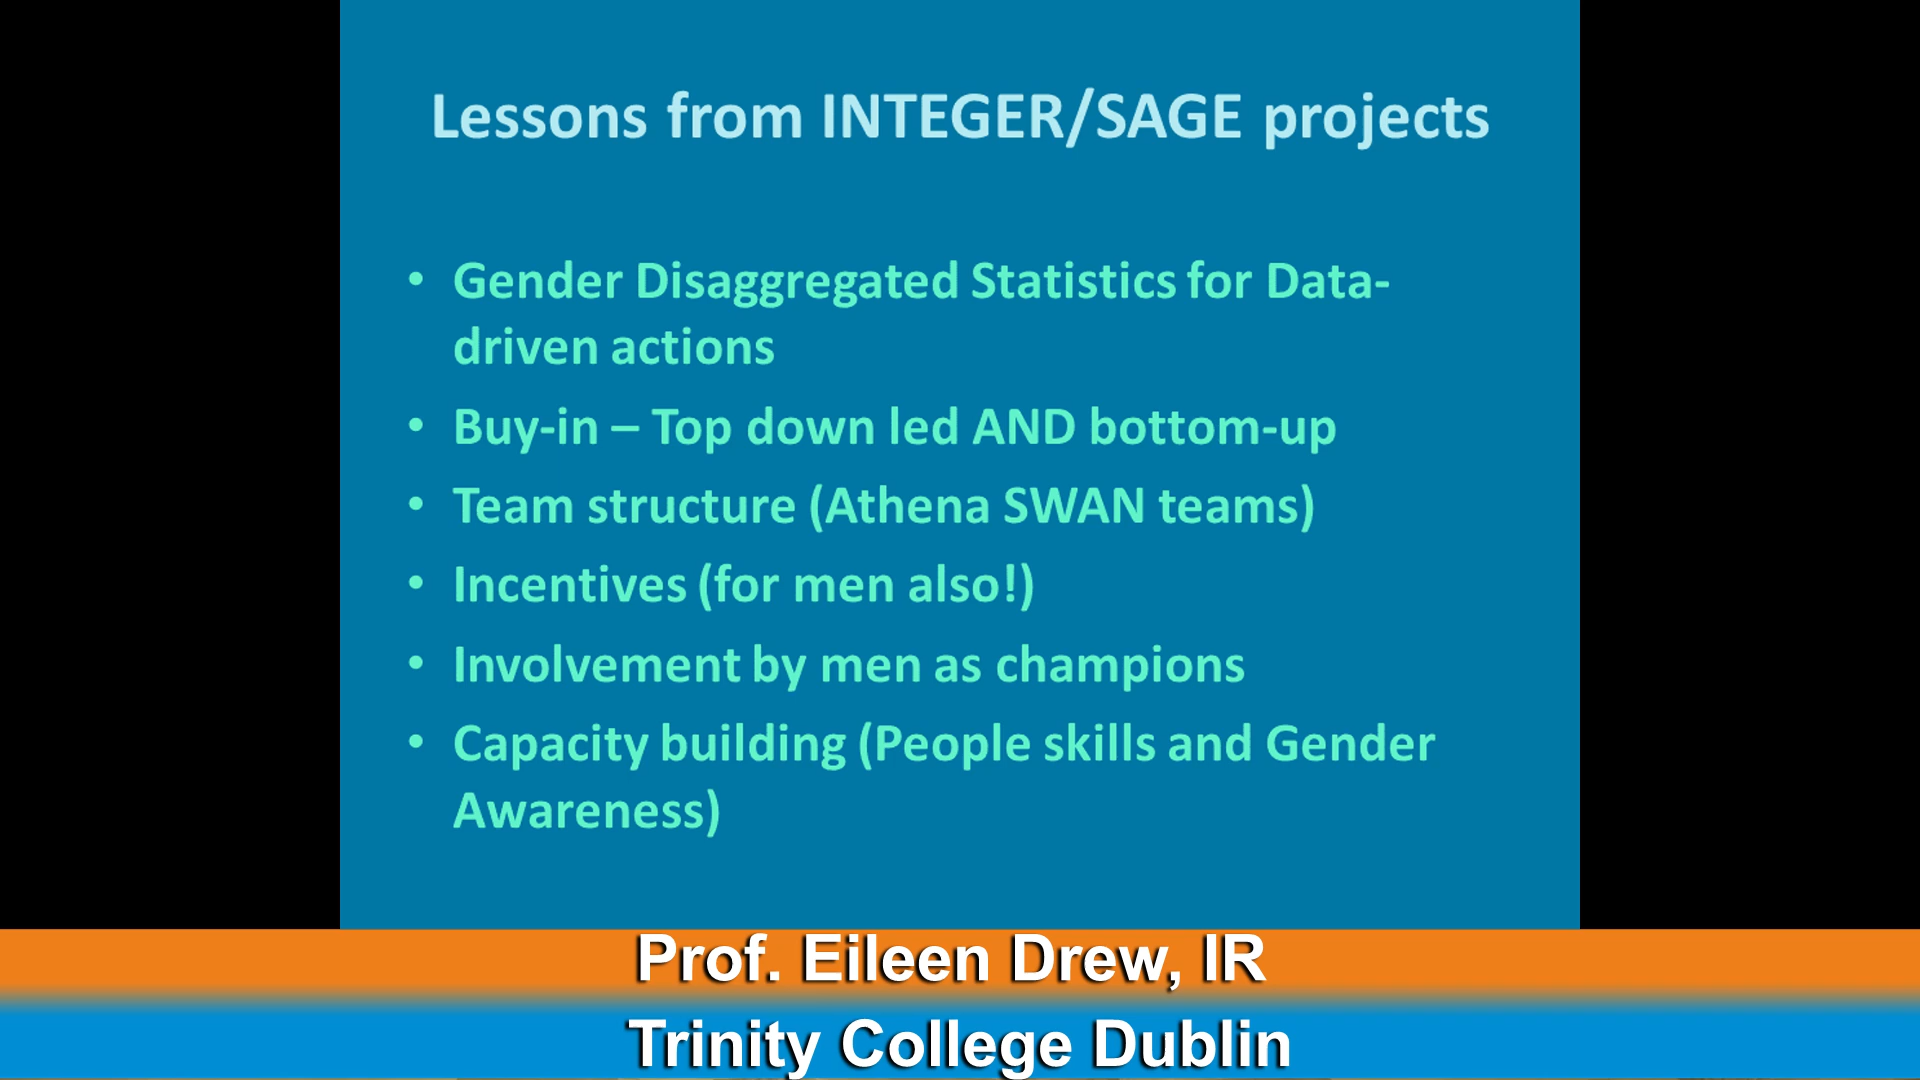 Lessons from INTEGER/SAGE projects
• Gender Disaggregated Statistics for Data-
driven actions
• Buy-in – Top down led AND bottom-up
• Team structure (Athena SWAN teams)
• Incentives (for men also!)
• Involvement by men as champions
• Capacity building (People skills and Gender
Awareness)
Prof. Eileen Drew, IR
Trinity College Dublin